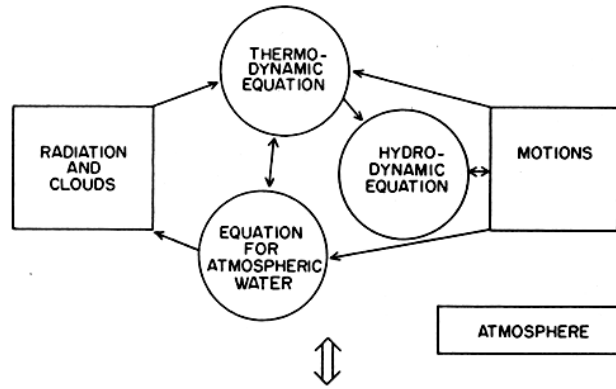 THERMO-
DYNAMIC
EQUATION
RADIATION
AND
CLOUDS
HYDRO-
DYNAMIC
EQUATION
MOTIONS
EQUATION
FOR
ATMOSPHERIC
WATER
ATMOSPHERE